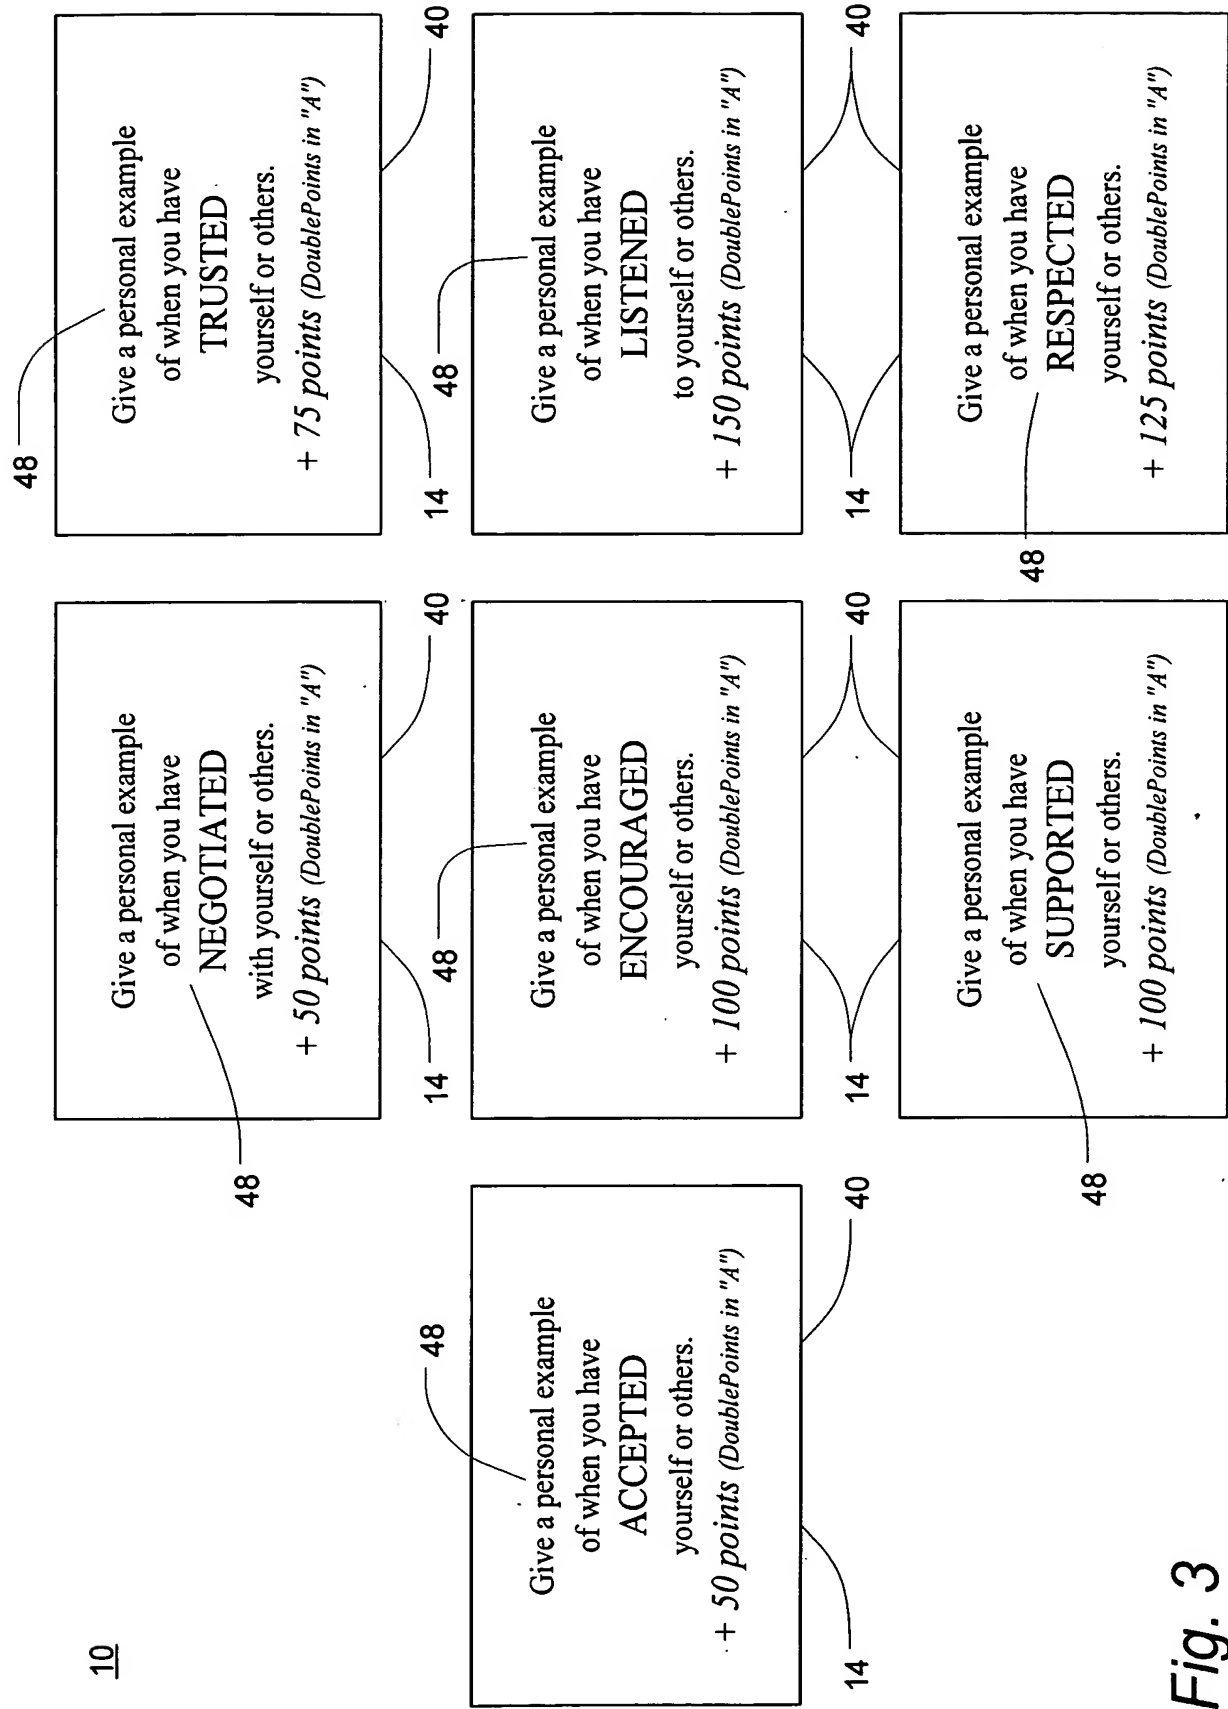 10
48
Give a personal example
of when you have
ACCEPTED
yourself or others.
+ 50 points (DoublePoints in "A")
14
40
Give a personal example
of when you have
NEGOTIATED
with yourself or others.
+ 50 points (DoublePoints in "A")
48
14
40
48
Give a personal example
of when you have
ENCOURAGED
yourself or others.
+ 100 points (DoublePoints in "A")
14
40
Give a personal example
of when you have
SUPPORTED
yourself or others.
+ 100 points (DoublePoints in "A")
48
48
Give a personal example
of when you have
TRUSTED
yourself or others.
+ 75 points (DoublePoints in "A")
14
40
48
Give a personal example
of when you have
LISTENED
to yourself or others.
+ 150 points (DoublePoints in "A")
14
40
Give a personal example
of when you have
RESPECTED
yourself or others.
+ 125 points (DoublePoints in "A")
48
Fig. 3